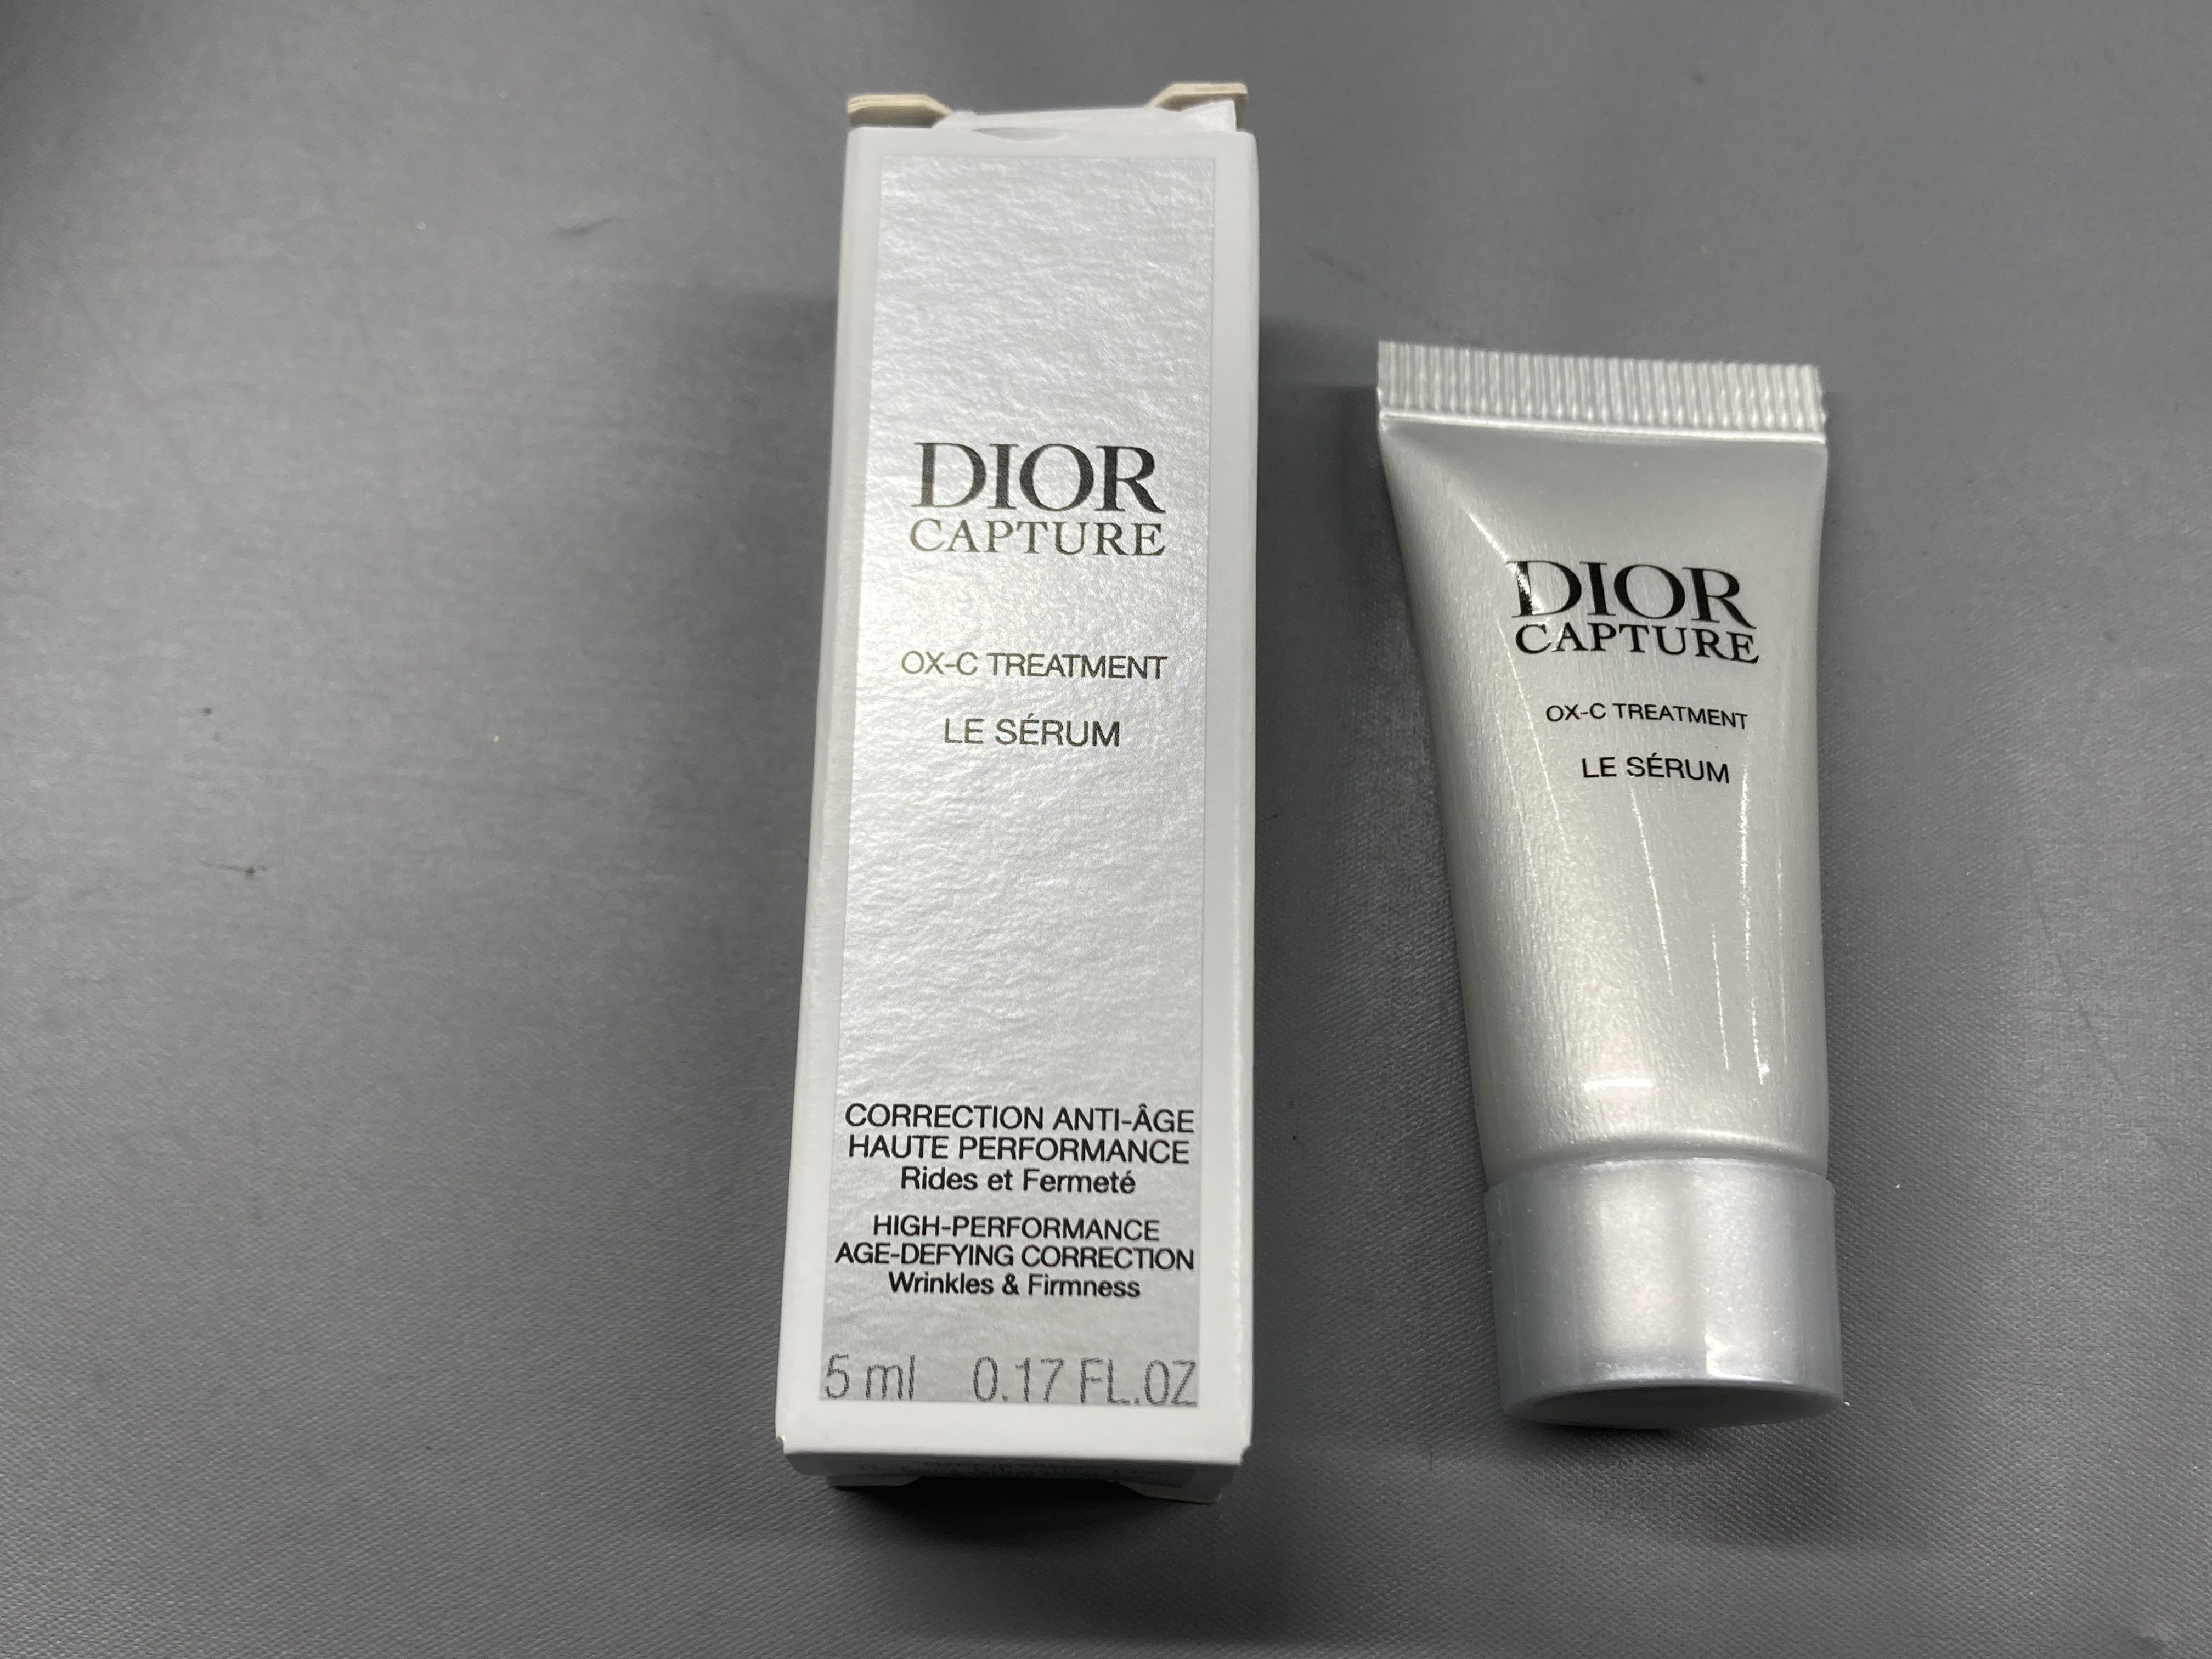 DIOR
CAPTURE
OX-C TREATMENT
LE SÉRUM
CORRECTION ANTI-ÂGE
HAUTE PERFORMANCE
Rides et Fermeté
HIGH-PERFORMANCE
AGE-DEFYING CORRECTION
Wrinkles & Firmness
5 ml 0.17 FL.OZ
DIOR
CAPTURE
OX-C TREATMENT
LE SÉRUM